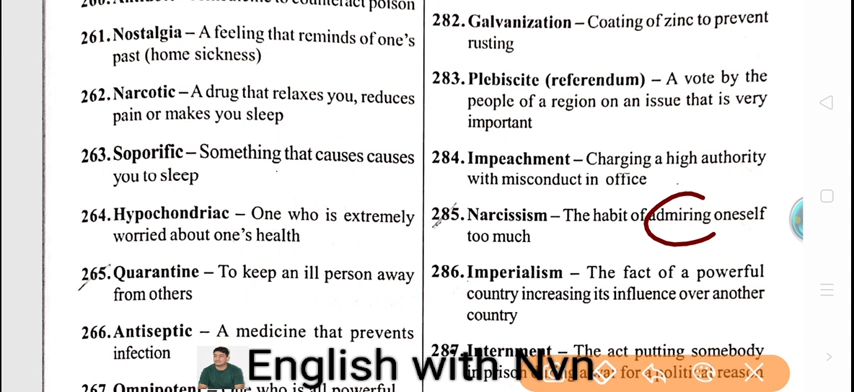 261. Nostalgia – A feeling that reminds of one's
past (home sickness)
262. Narcotic – A drug that relaxes you, reduces
pain or makes you sleep
263. Soporific – Something that causes causes
you to sleep
264. Hypochondriac – One who is extremely
worried about one's health
265. Quarantine – To keep an ill person away
from others
266. Antiseptic – A medicine that prevents
infection
282. Galvanization – Coating of zinc to prevent
rusting
283. Plebiscite (referendum) – A vote by the
people of a region on an issue that is very
important
284. Impeachment – Charging a high authority
with misconduct in office
285. Narcissism – The habit of admiring oneself
too much
286. Imperialism – The fact of a powerful
country increasing its influence over another
country
287. Internment – The act putting somebody
for political reason
English with Nvn